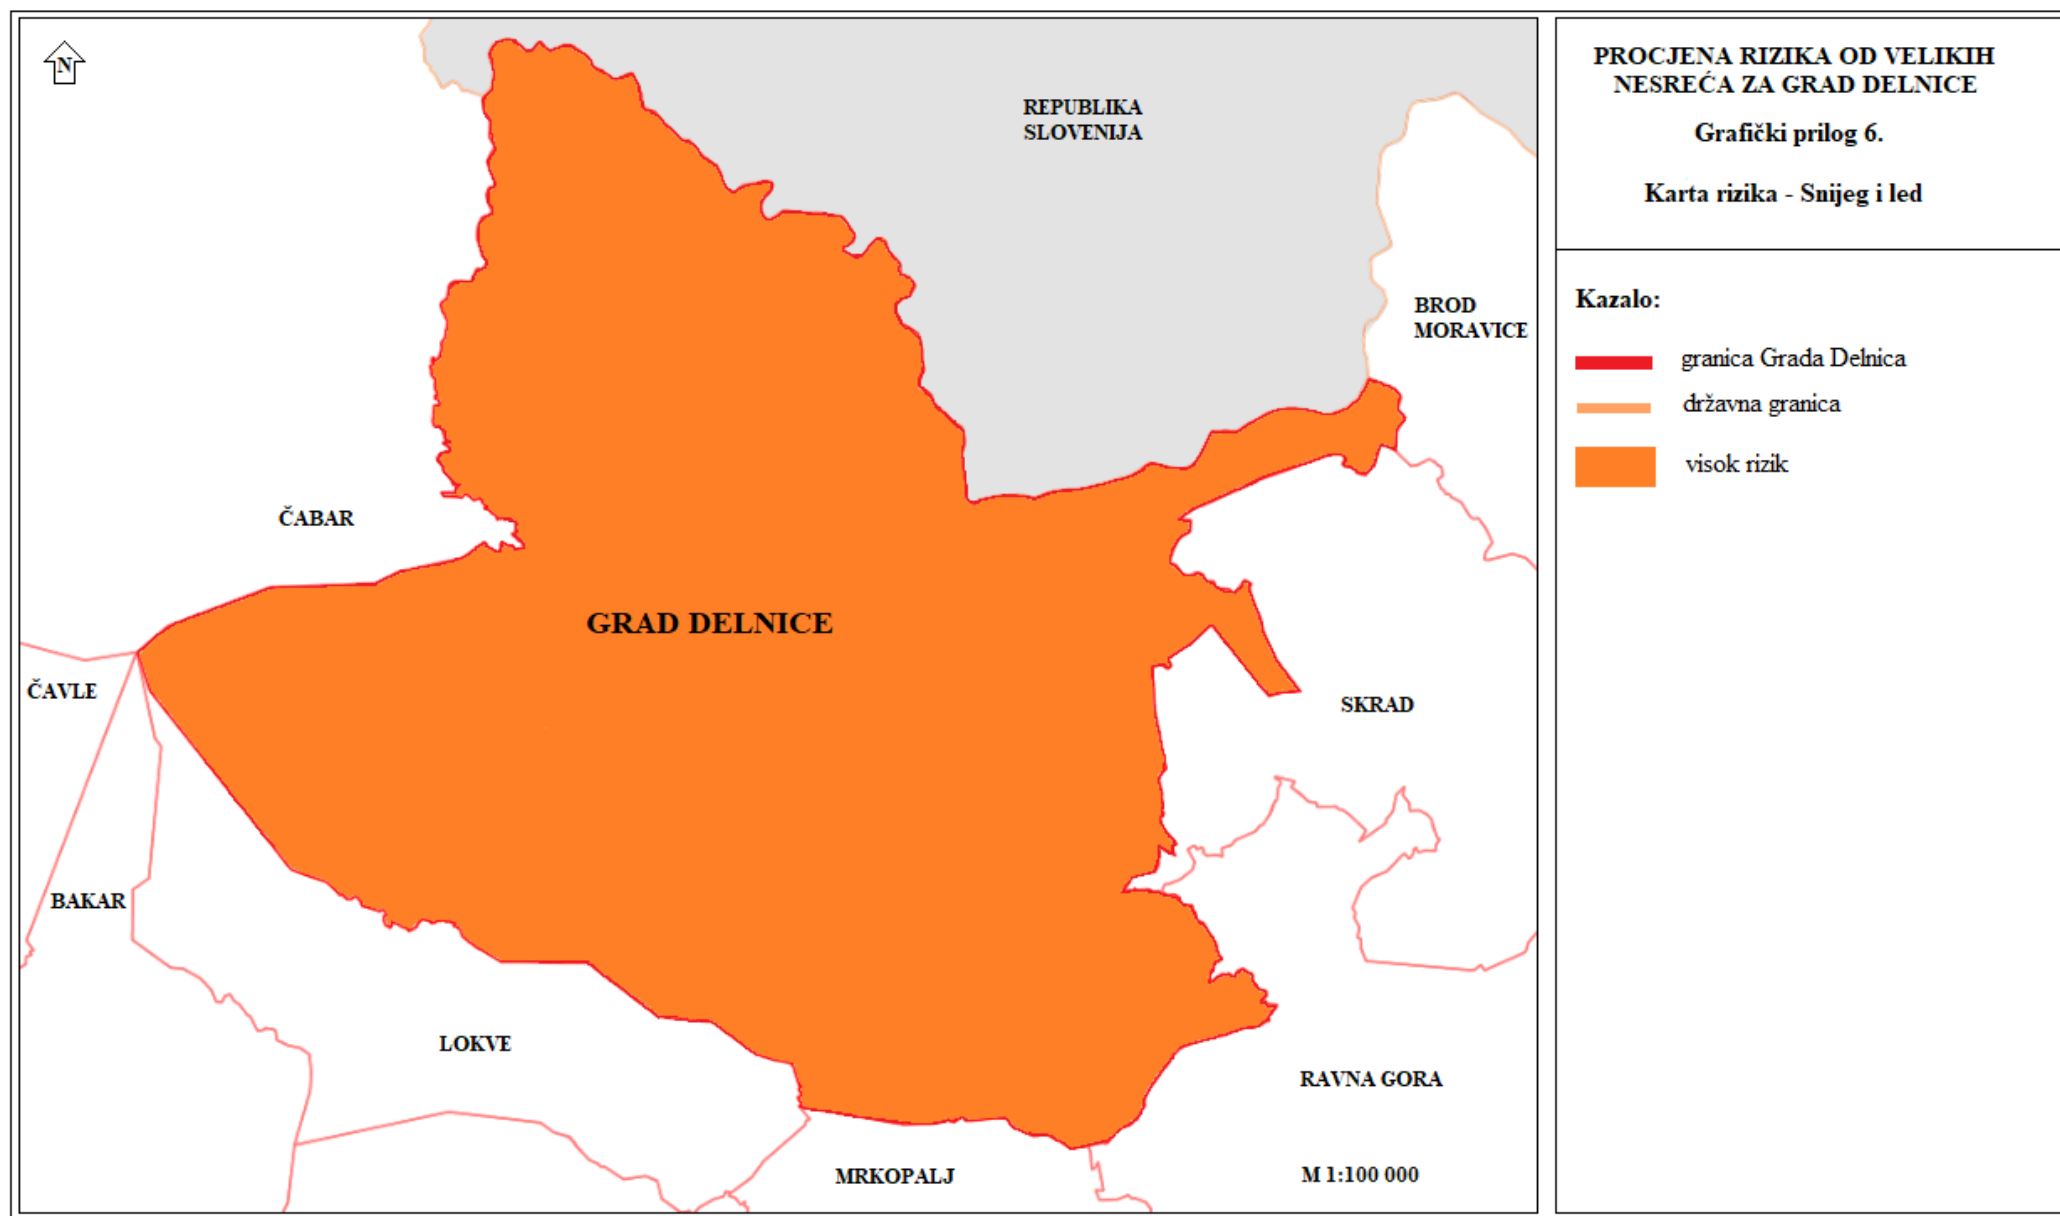 N
REPUBLIKA
SLOVENIJA
BROD
MORAVICE
ČABAR
GRAD DELNICE
ČAVLE
SKRAD
BAKAR
LOKVE
RAVNA GORA
MRKOPALJ
M 1:100 000
PROCJENA RIZIKA OD VELIKIH
NESREĆA ZA GRAD DELNICE
Grafički prilog 6.
Karta rizika - Snijeg i led
Kazalo:
granica Grada Delnica
državna granica
visok rizik